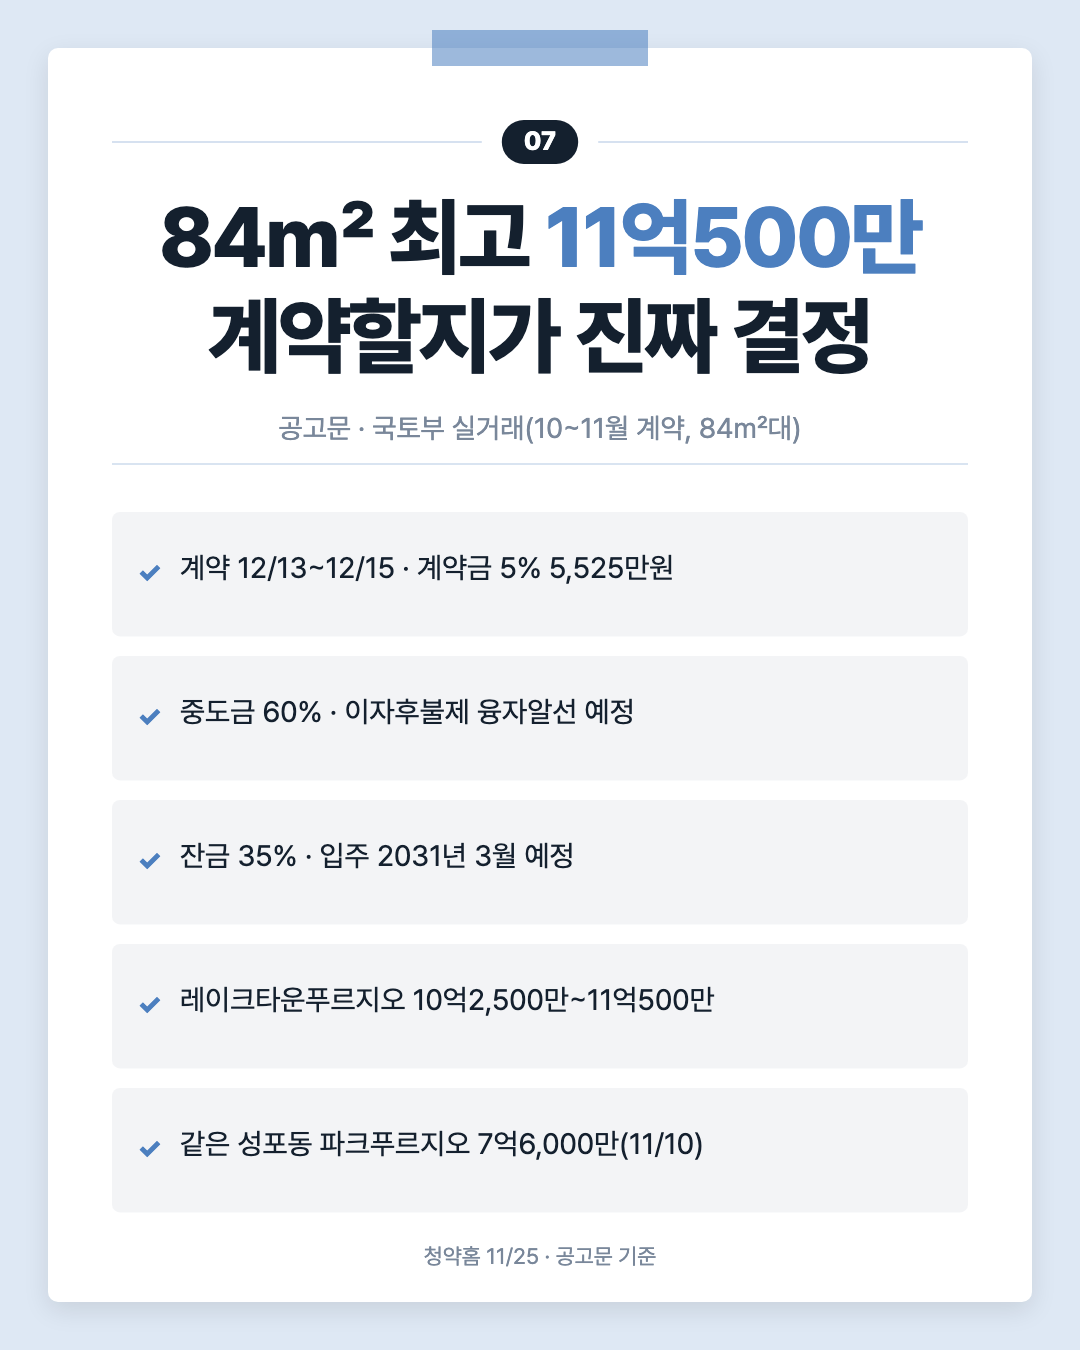 07
84m² 최고 11억500만
계약할지가 진짜 결정
공고문 · 국토부 실거래(10~11월 계약, 84m²대)
계약 12/13~12/15 · 계약금 5% 5,525만원
중도금 60% · 이자후불제 융자알선 예정
잔금 35% · 입주 2031년 3월 예정
레이크타운푸르지오 10억2,500만~11억500만
같은 성포동 파크푸르지오 7억6,000만(11/10)
청약홈 11/25 · 공고문 기준